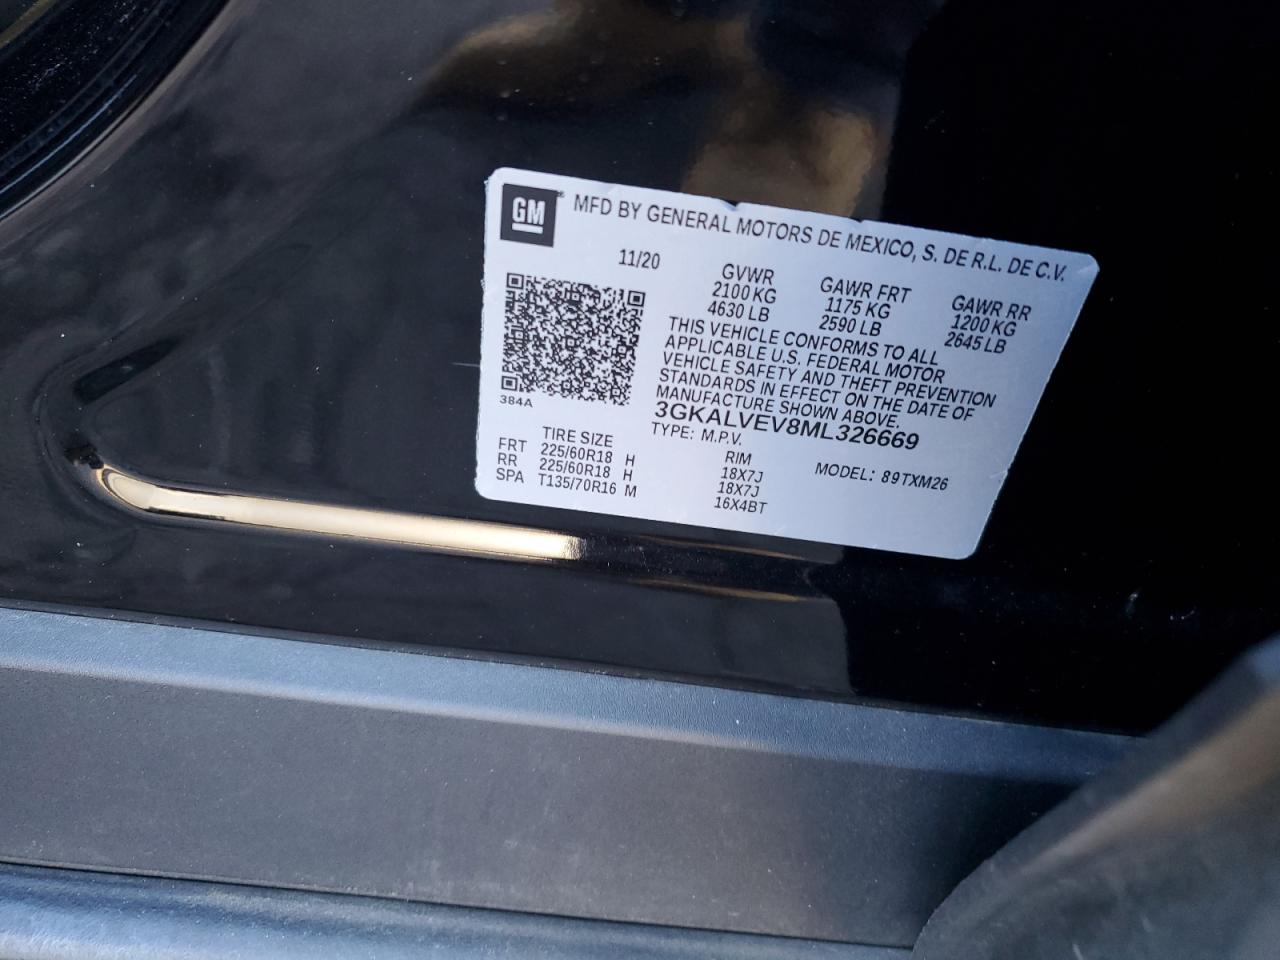 GM® MFD BY GENERAL MOTORS DE MEXICO, S. DE R.L. DE C.V.
11/20
GVWR
2100 KG
4630 LB
GAWR FRT
1175 KG
2590 LB
GAWR RR
1200 KG
2645 LB
THIS VEHICLE CONFORMS TO ALL
APPLICABLE U.S. FEDERAL MOTOR
VEHICLE SAFETY AND THEFT PREVENTION
STANDARDS IN EFFECT ON THE DATE OF
MANUFACTURE SHOWN ABOVE.
3GKALVEV8ML326669
TYPE: M.P.V.
MODEL: 89TXM26
384A
TIRE SIZE RIM
FRT 225/60R18 H 18X7J
RR 225/60R18 H 18X7J
SPA T135/70R16 M 16X4BT